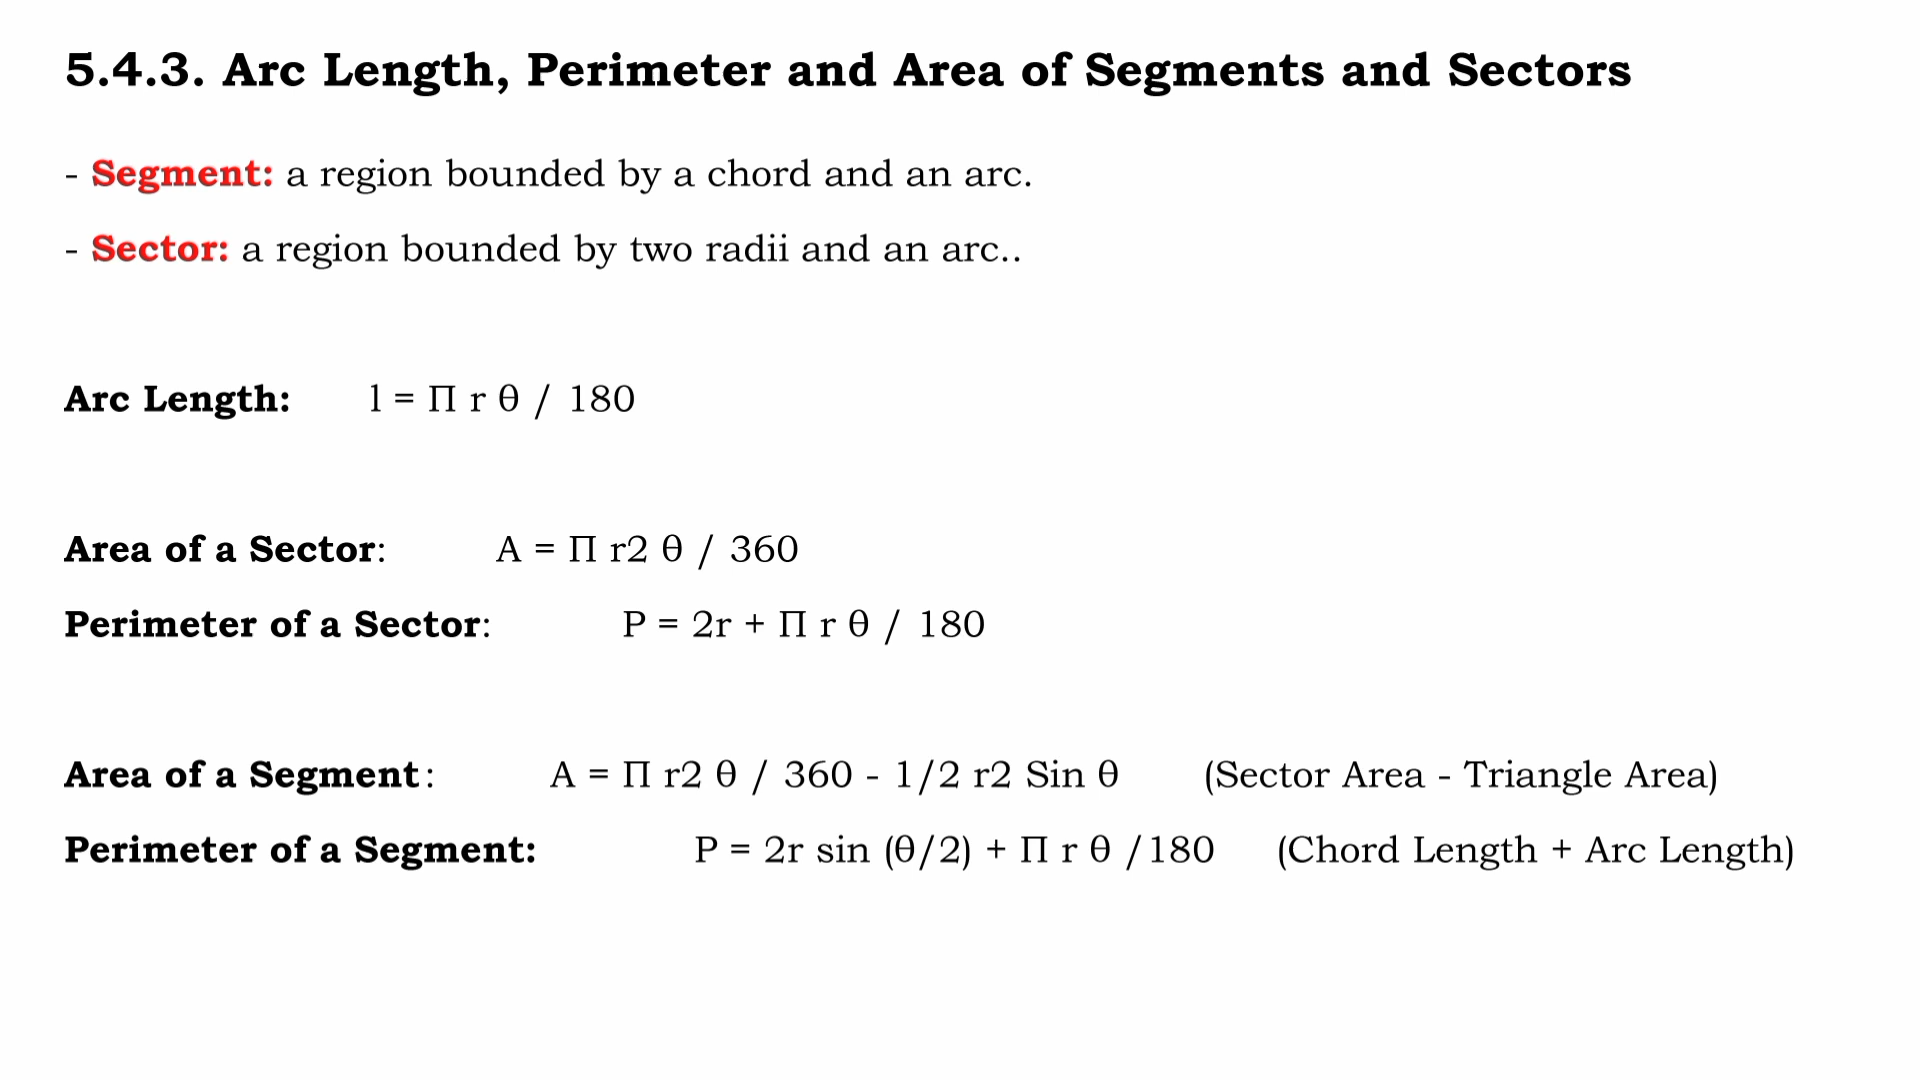 5.4.3. Arc Length, Perimeter and Area of Segments and Sectors
- Segment: a region bounded by a chord and an arc.
- Sector: a region bounded by two radii and an arc..
Arc Length: l = Π r θ / 180
Area of a Sector: A = Π r2 θ / 360
Perimeter of a Sector: P = 2r + Π r θ / 180
Area of a Segment: A = Π r2 θ / 360 - 1/2 r2 Sin θ (Sector Area - Triangle Area)
Perimeter of a Segment: P = 2r sin (θ/2) + Π r θ /180 (Chord Length + Arc Length)